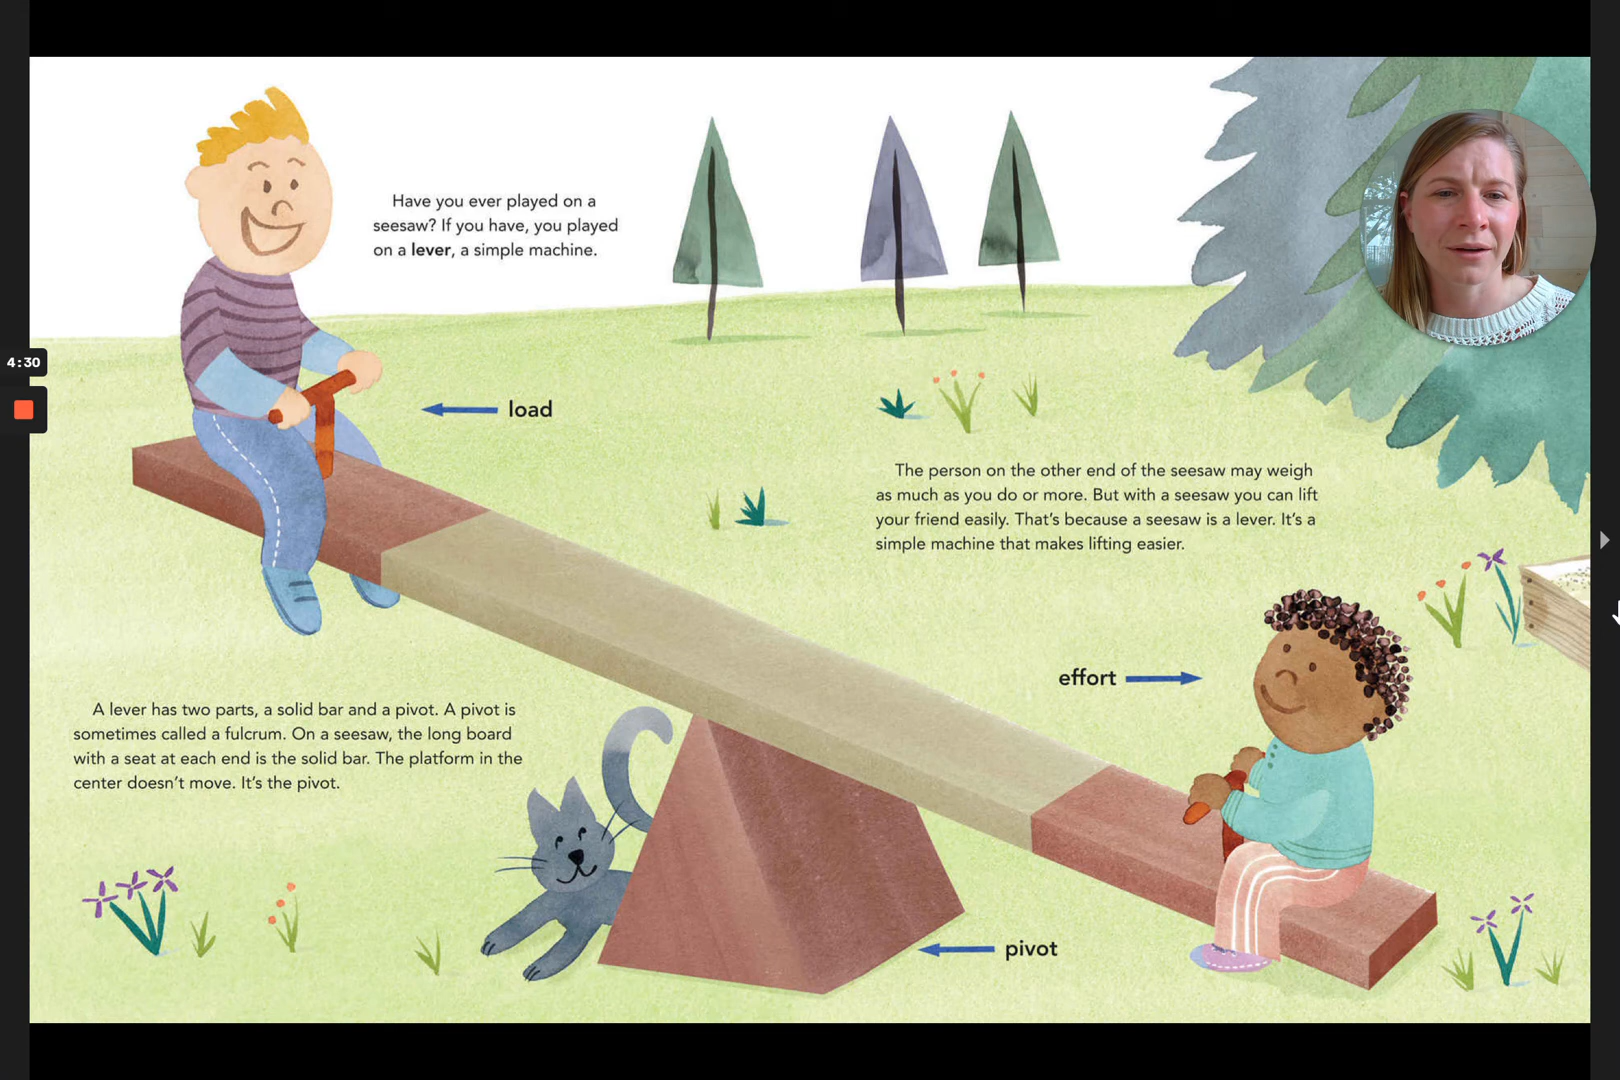 Have you ever played on a
seesaw? If you have, you played
on a lever, a simple machine.
4:30
load
The person on the other end of the seesaw may weigh
as much as you do or more. But with a seesaw you can lift
your friend easily. That’s because a seesaw is a lever. It’s a
simple machine that makes lifting easier.
effort
A lever has two parts, a solid bar and a pivot. A pivot is
sometimes called a fulcrum. On a seesaw, the long board
with a seat at each end is the solid bar. The platform in the
center doesn’t move. It’s the pivot.
pivot